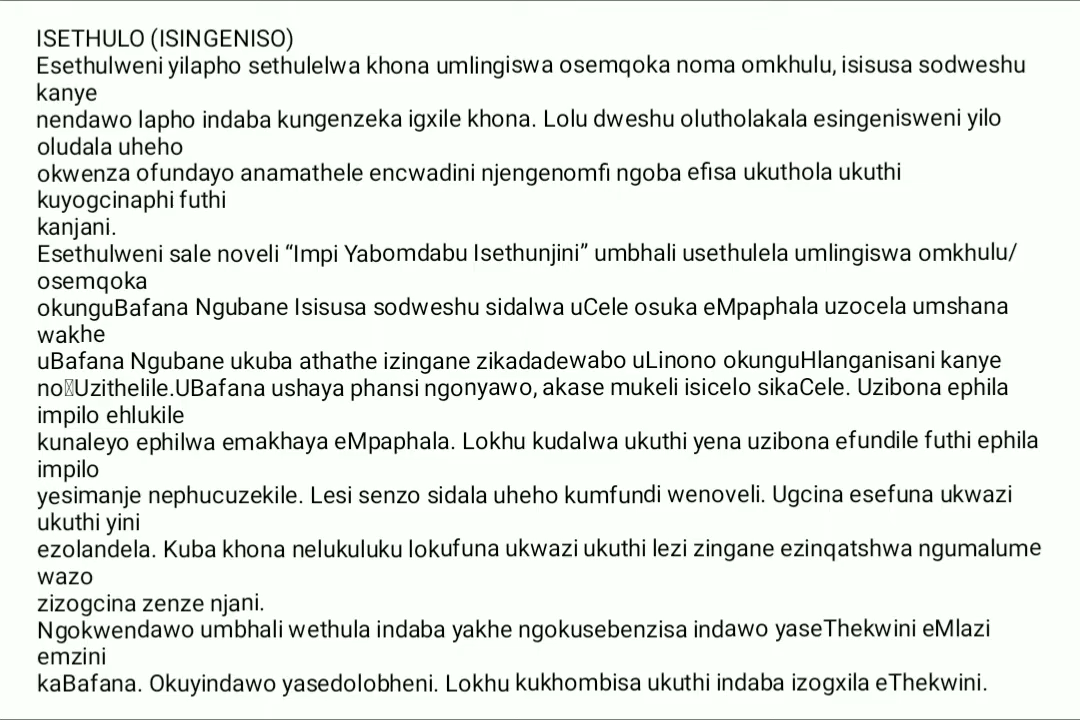 ISETHULO (ISINGENISO)
Esethulweni yilapho sethulelwa khona umlingiswa osemqoka noma omkhulu, isisusa sodweshu
kanye
nendawo lapho indaba kungenzeka igxile khona. Lolu dweshu olutholakala esingenisweni yilo
oludala uheho
okwenza ofundayo anamathele encwadini njengenomfi ngoba efisa ukuthola ukuthi
kuyogcinaphi futhi
kanjani.
Esethulweni sale noveli “Impi Yabomdabu Isethunjini” umbhali usethulela umlingiswa omkhulu/
osemqoka
okunguBafana Ngubane Isisusa sodweshu sidalwa uCele osuka eMpaphala uzocela umshana
wakhe
uBafana Ngubane ukuba athathe izingane zikadadewabo uLinono okunguHlanganisani kanye
no￾Uzithelile.UBafana ushaya phansi ngonyawo, akase mukeli isicelo sikaCele. Uzibona ephila
impilo ehlukile
kunaleyo ephilwa emakhaya eMpaphala. Lokhu kudalwa ukuthi yena uzibona efundile futhi ephila
impilo
yesimanje nephucuzekile. Lesi senzo sidala uheho kumfundi wenoveli. Ugcina esefuna ukwazi
ukuthi yini
ezolandela. Kuba khona nelukuluku lokufuna ukwazi ukuthi lezi zingane ezinqatshwa ngumalume
wazo
zizogcina zenze njani.
Ngokwendawo umbhali wethula indaba yakhe ngokusebenzisa indawo yaseThekwini eMlazi
emzini
kaBafana. Okuyindawo yasedolobheni. Lokhu kukhombisa ukuthi indaba izogxila eThekwini.